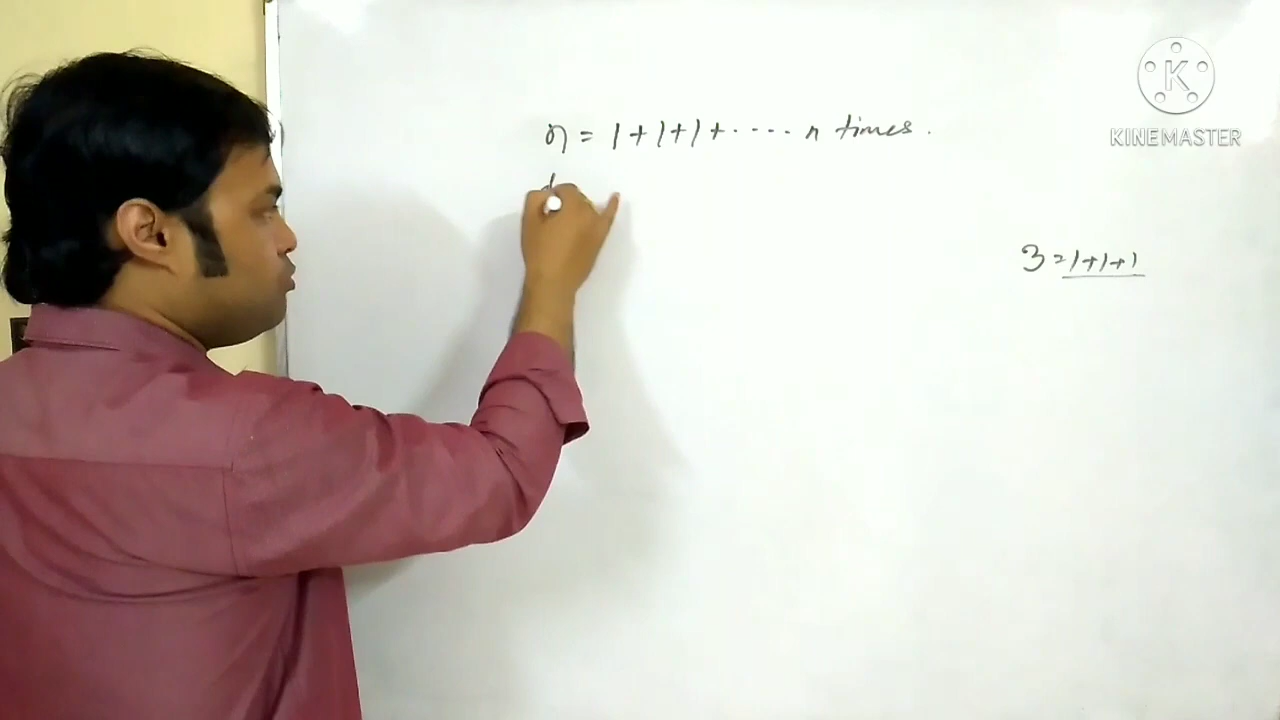 n = 1+1+1+..... n times.
3=1+1+1
K
KINEMASTER